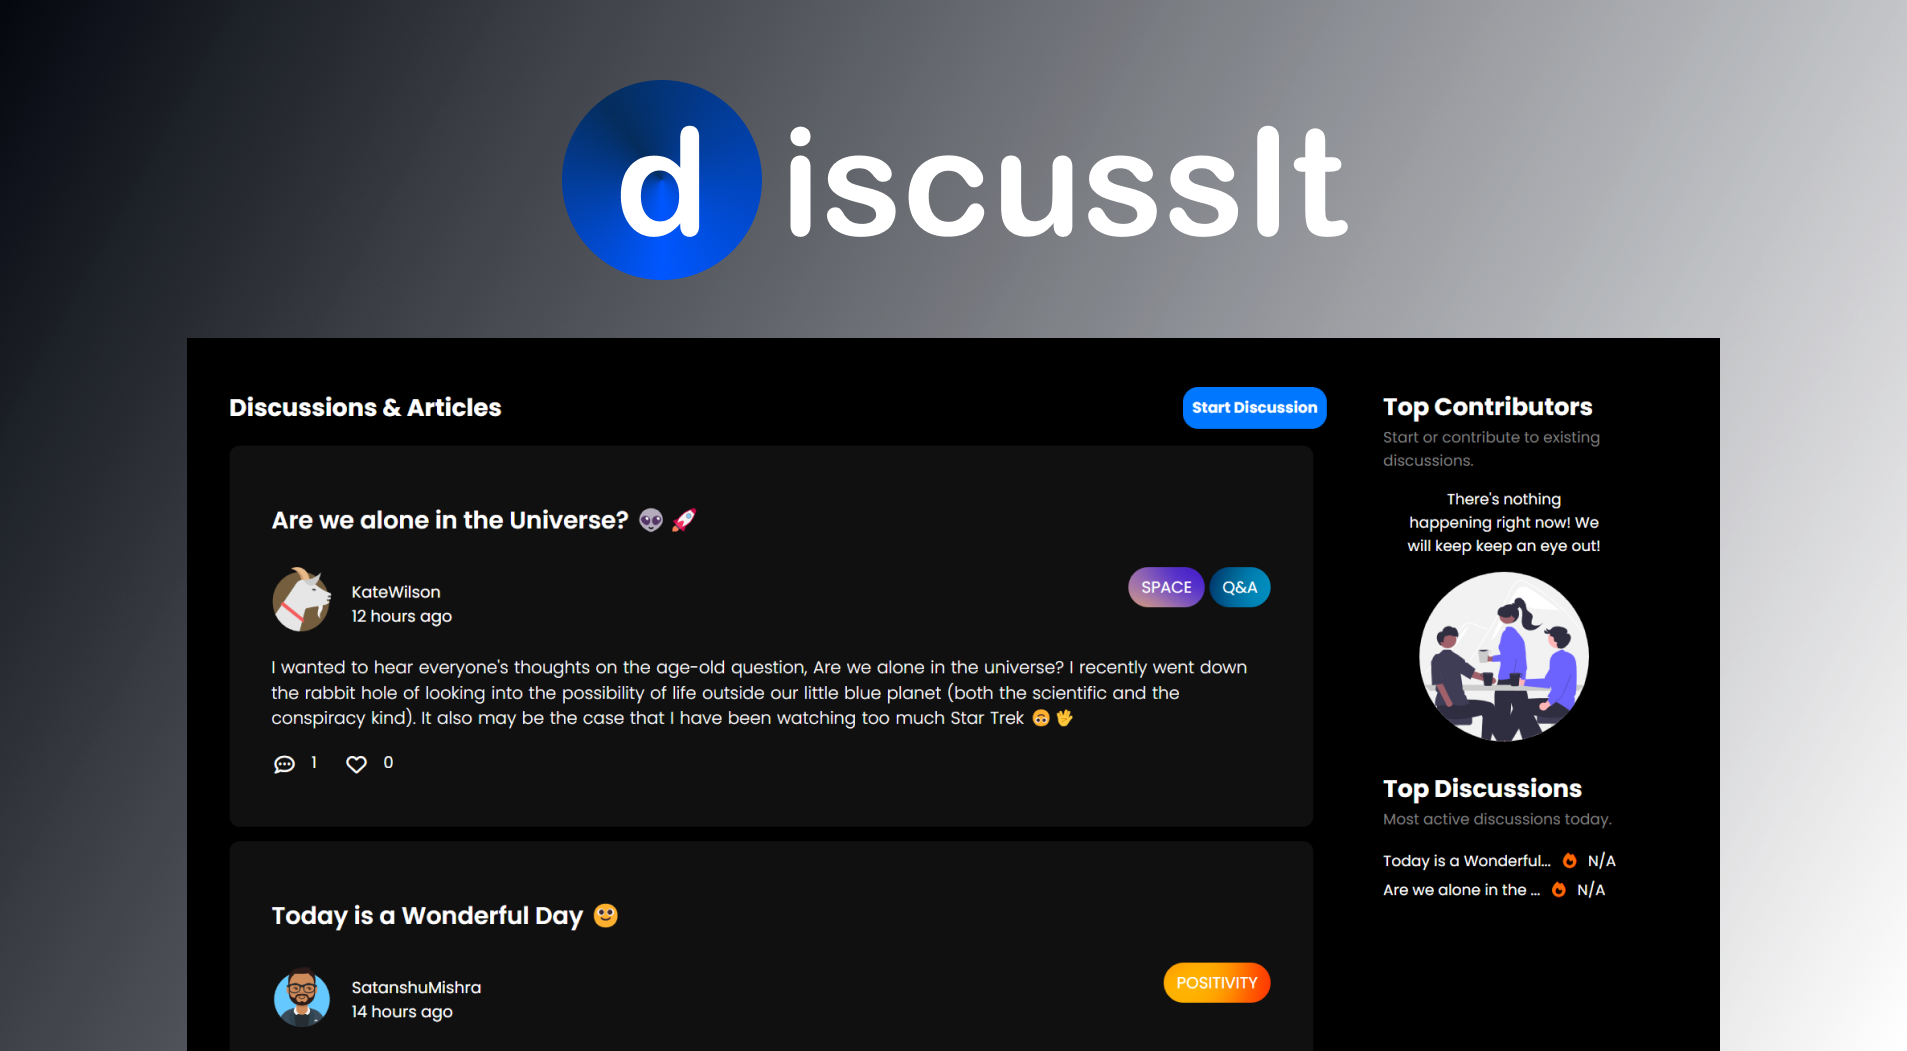 discussIt
Discussions & Articles
Start Discussion
Are we alone in the Universe? 👽 🚀
KateWilson
12 hours ago
SPACE
Q&A
I wanted to hear everyone's thoughts on the age-old question, Are we alone in the universe? I recently went down
the rabbit hole of looking into the possibility of life outside our little blue planet (both the scientific and the
conspiracy kind). It also may be the case that I have been watching too much Star Trek 🙃 🖖
1
0
Today is a Wonderful Day 🙂
SatanshuMishra
14 hours ago
POSITIVITY
Top Contributors
Start or contribute to existing
discussions.
There's nothing
happening right now! We
will keep keep an eye out!
Top Discussions
Most active discussions today.
Today is a Wonderful... N/A
Are we alone in the ... N/A